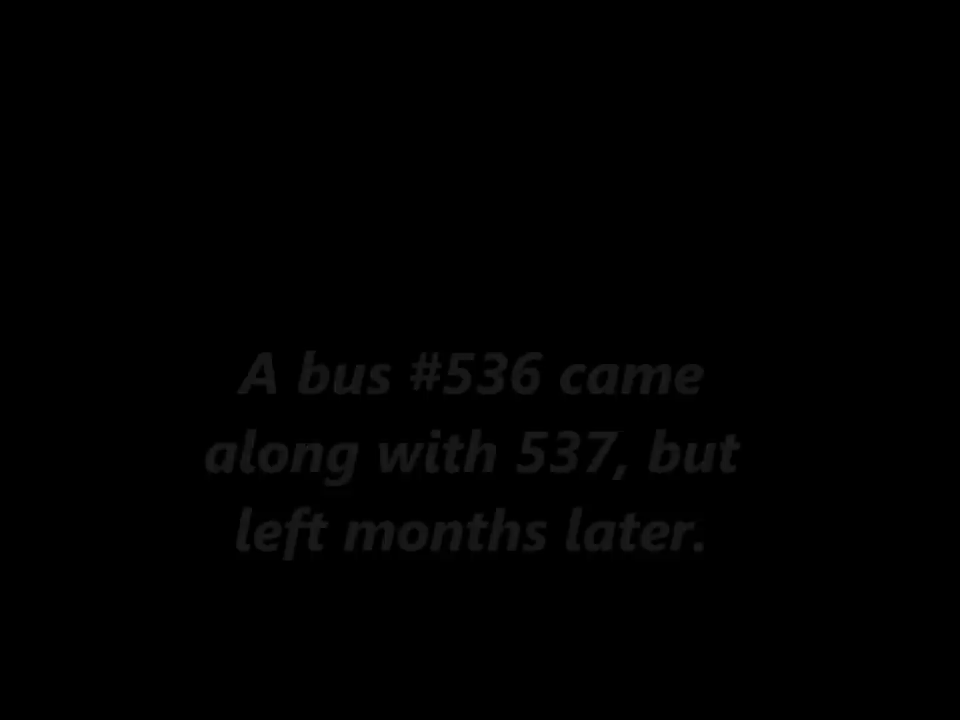 A bus #536 came
along with 537, but
left months later.